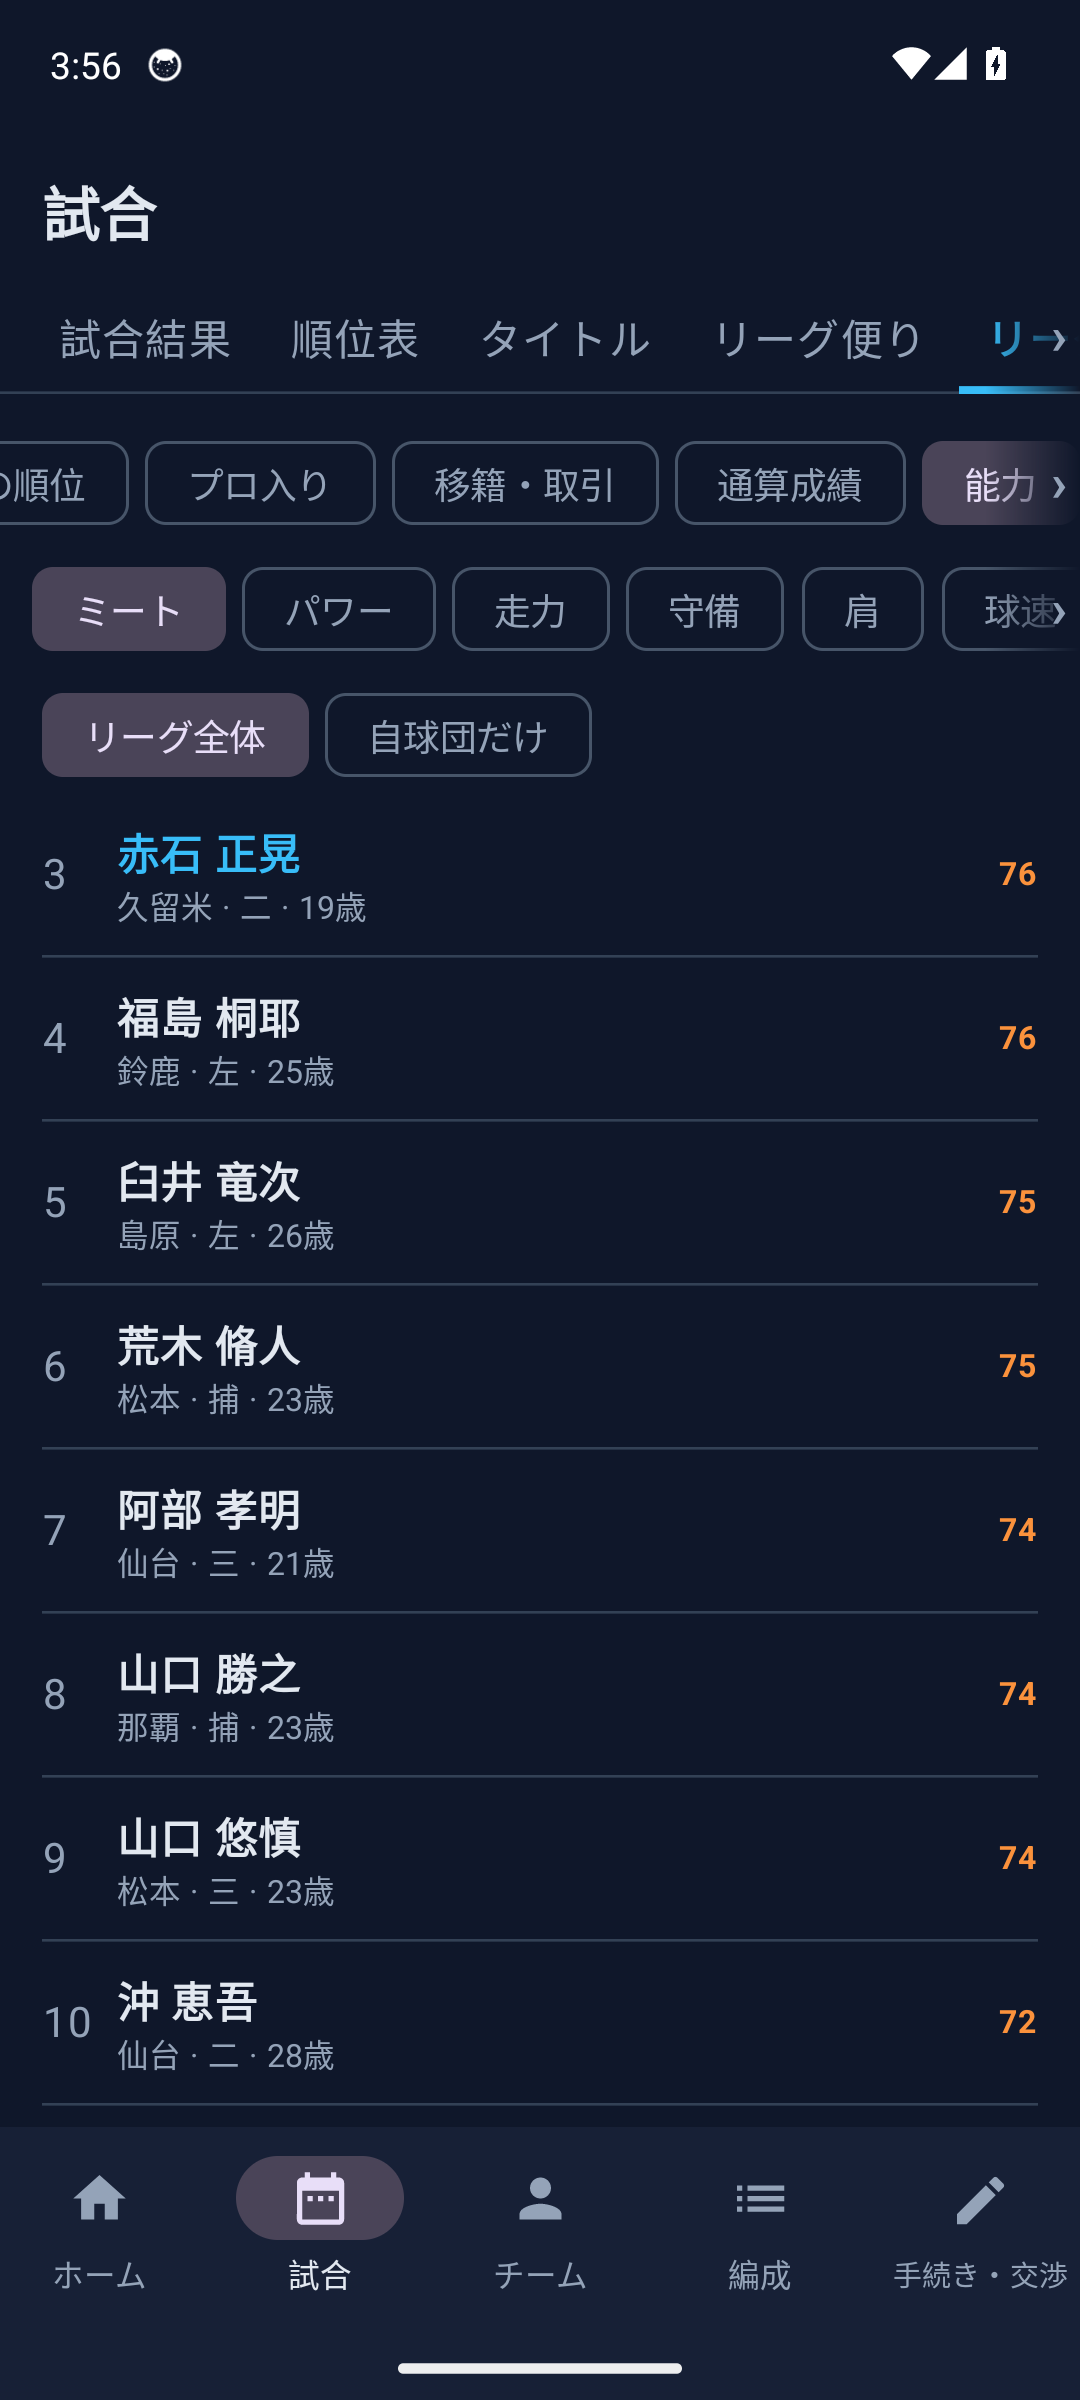 3:56
試合
試合結果 順位表 タイトル リーグ便り リー
の順位 プロ入り 移籍・取引 通算成績 能力
ミート パワー 走力 守備 肩 球速
リーグ全体 自球団だけ
3 赤石 正晃 76
久留米 · 二 · 19歳
4 福島 桐耶 76
鈴鹿 · 左 · 25歳
5 臼井 竜次 75
島原 · 左 · 26歳
6 荒木 脩人 75
松本 · 捕 · 23歳
7 阿部 孝明 74
仙台 · 三 · 21歳
8 山口 勝之 74
那覇 · 捕 · 23歳
9 山口 悠慎 74
松本 · 三 · 23歳
10 沖 恵吾 72
仙台 · 二 · 28歳
ホーム 試合 チーム 編成 手続き・交渉